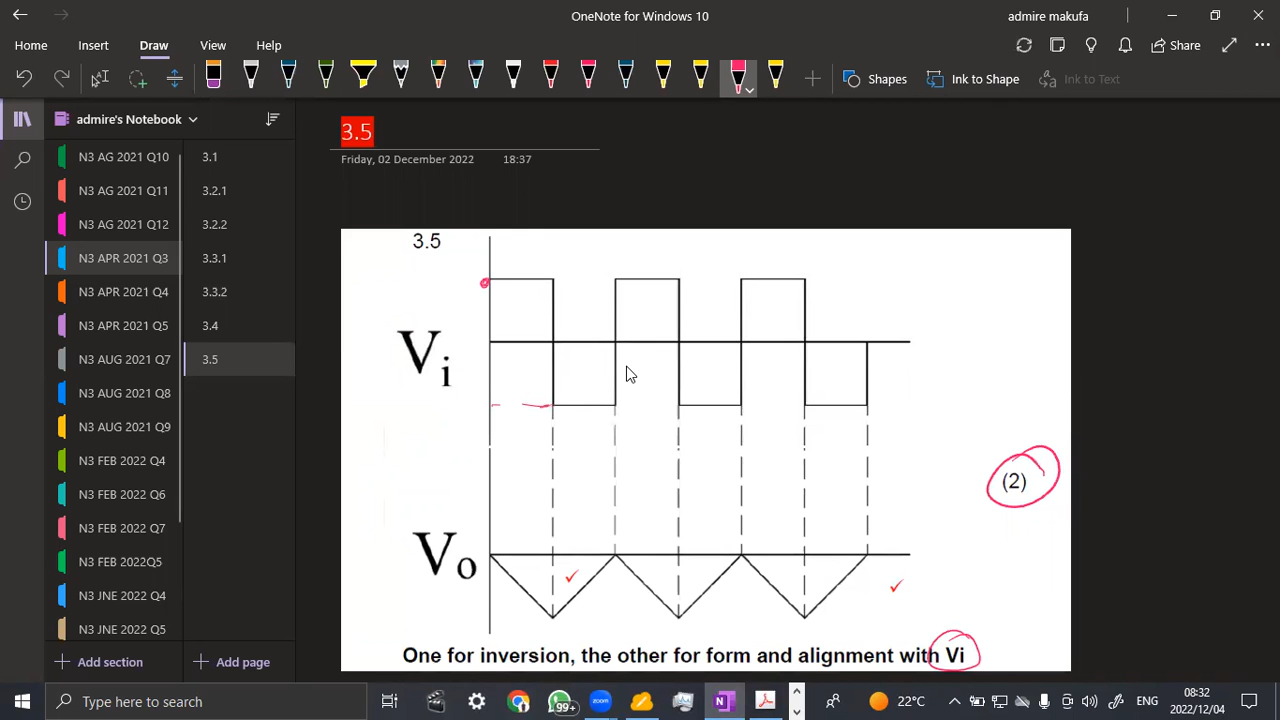 OneNote for Windows 10
admire makufa
Home
Insert
Draw
View
Help
Share
Shapes
Ink to Shape
Ink to Text
admire's Notebook
N3 AG 2021 Q10
N3 AG 2021 Q11
N3 AG 2021 Q12
N3 APR 2021 Q3
N3 APR 2021 Q4
N3 APR 2021 Q5
N3 AUG 2021 Q7
N3 AUG 2021 Q8
N3 AUG 2021 Q9
N3 FEB 2022 Q4
N3 FEB 2022 Q6
N3 FEB 2022 Q7
N3 FEB 2022Q5
N3 JNE 2022 Q4
N3 JNE 2022 Q5
Add section
3.1
3.2.1
3.2.2
3.3.1
3.3.2
3.4
3.5
Add page
3.5
Friday, 02 December 2022 18:37
3.5
Vi
(2)
Vo
One for inversion, the other for form and alignment with Vi
Type here to search
99+
zoom
22°C
ENG
08:32
2022/12/04